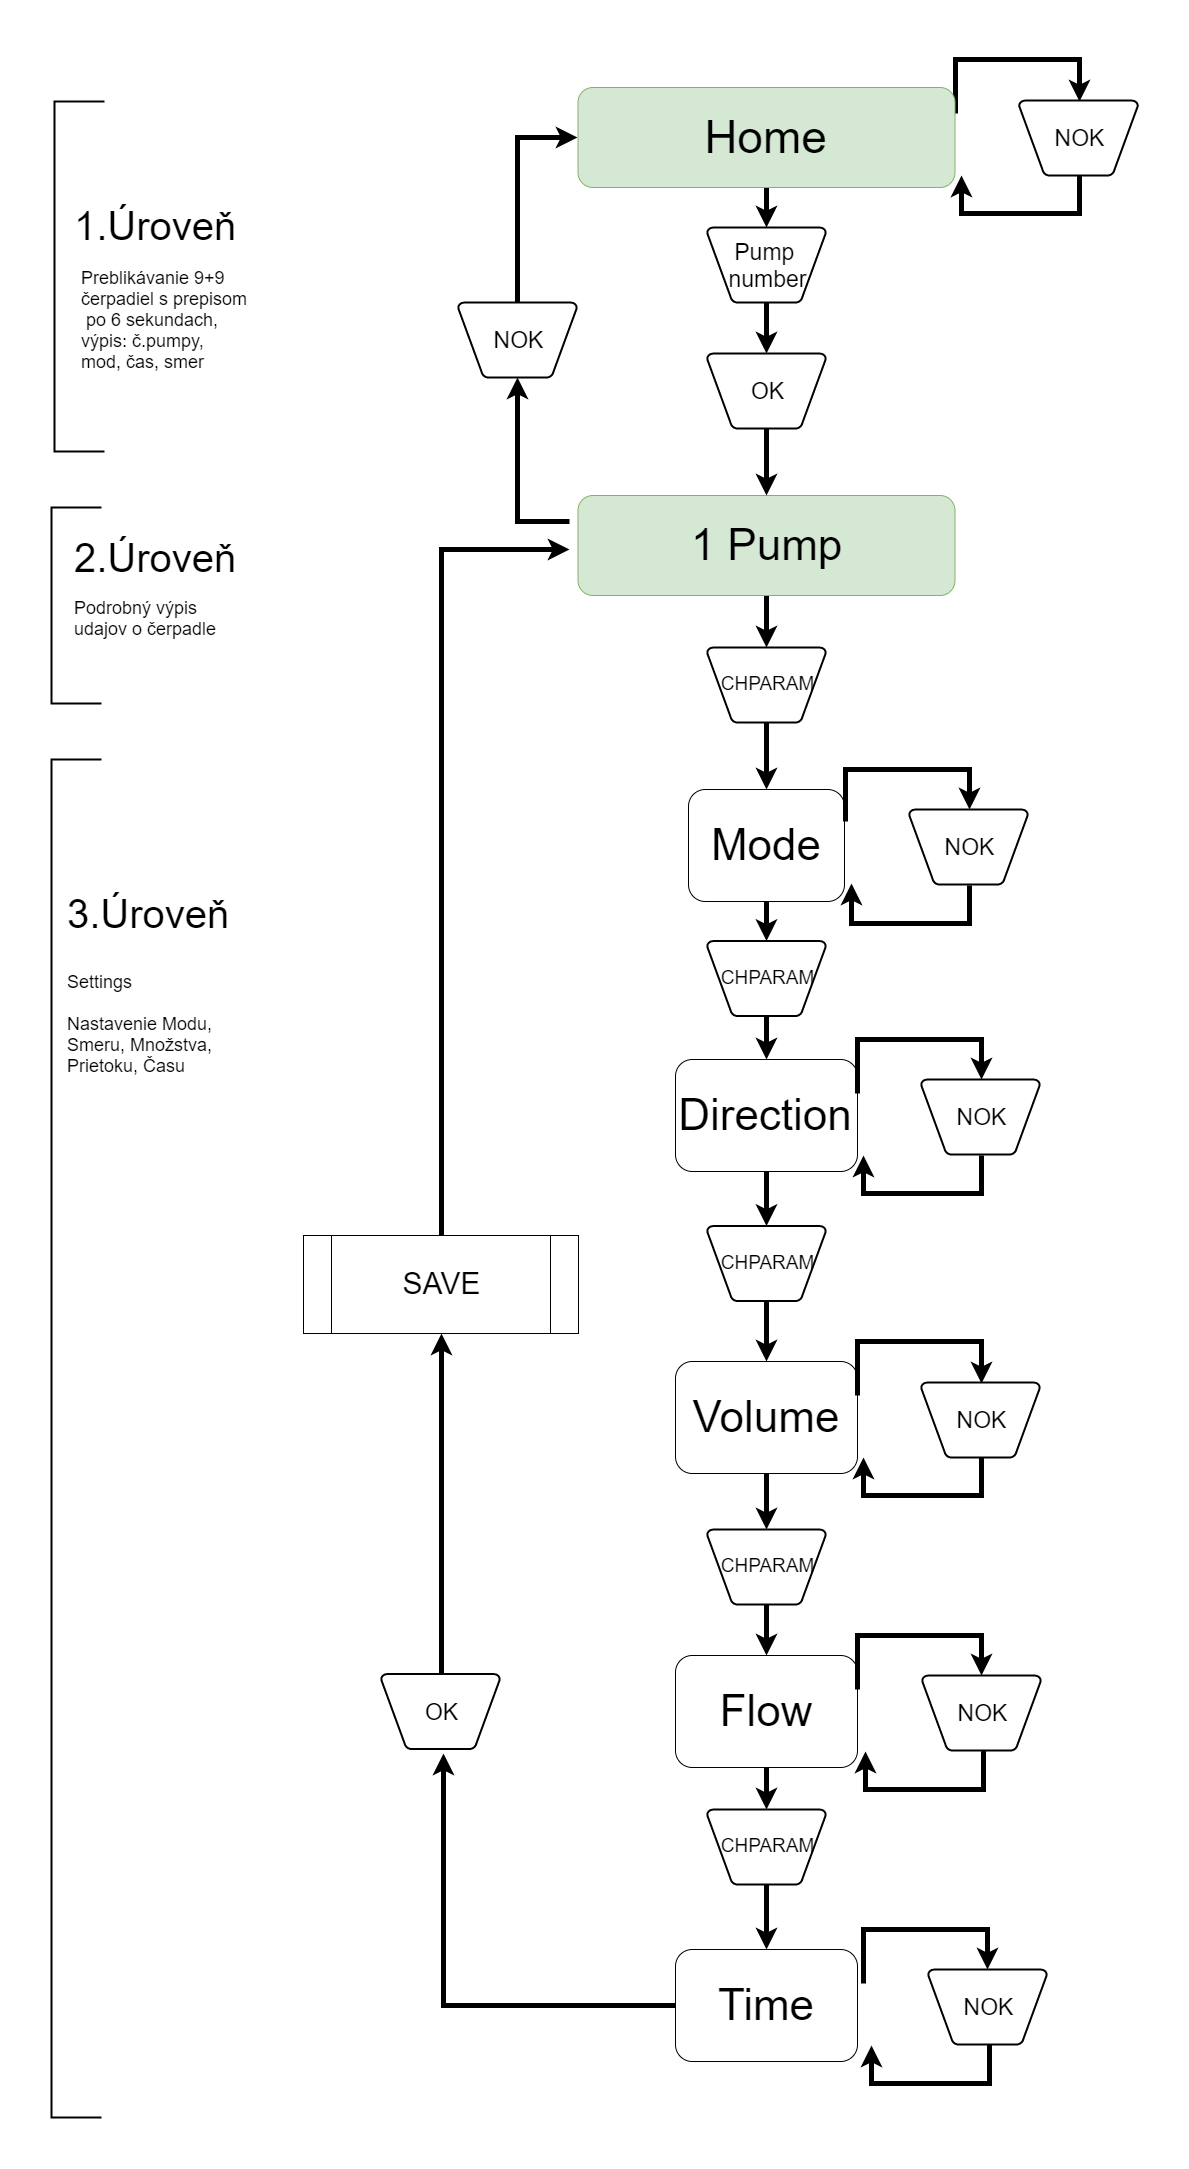 Home
NOK
1.Úroveň
Pump
number
Preblikávanie 9+9
čerpadiel s prepisom
po 6 sekundach,
výpis: č.pumpy,
mod, čas, smer
NOK
OK
2.Úroveň
1 Pump
Podrobný výpis
udajov o čerpadle
CHPARAM
Mode
NOK
3.Úroveň
Settings
CHPARAM
Nastavenie Modu,
Smeru, Množstva,
Prietoku, Času
Direction
NOK
CHPARAM
SAVE
Volume
NOK
CHPARAM
OK
Flow
NOK
CHPARAM
Time
NOK